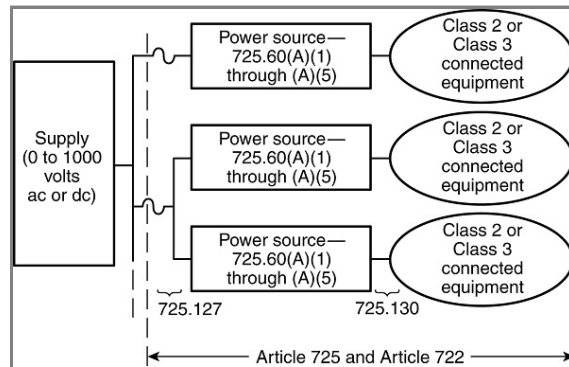 Supply
(0 to 1000
volts
ac or dc)
Power source—
725.60(A)(1)
through (A)(5)
Class 2 or
Class 3
connected
equipment
Power source—
725.60(A)(1)
through (A)(5)
Class 2 or
Class 3
connected
equipment
Power source—
725.60(A)(1)
through (A)(5)
Class 2 or
Class 3
connected
equipment
725.127
725.130
Article 725 and Article 722